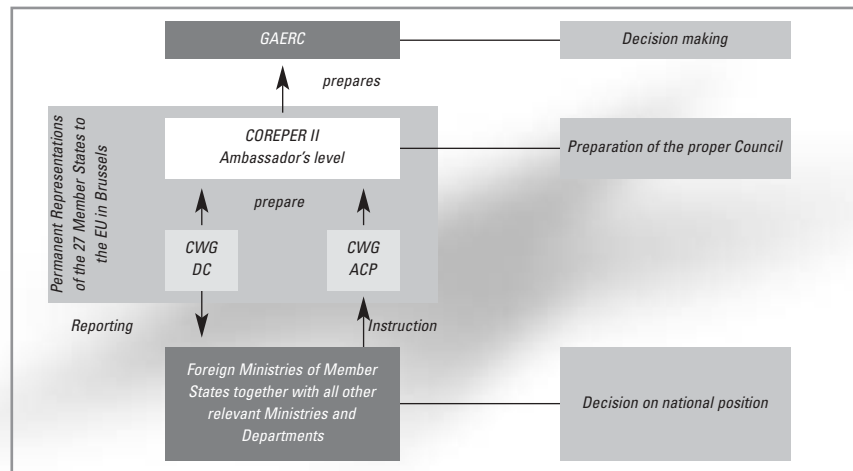 GAERC
Decision making
prepares
Permanent Representations
of the 27 Member States to
the EU in Brussels
COREPER II
Ambassador's level
Preparation of the proper Council
prepare
CWG
DC
CWG
ACP
Reporting
Instruction
Foreign Ministries of Member
States together with all other
relevant Ministries and
Departments
Decision on national position